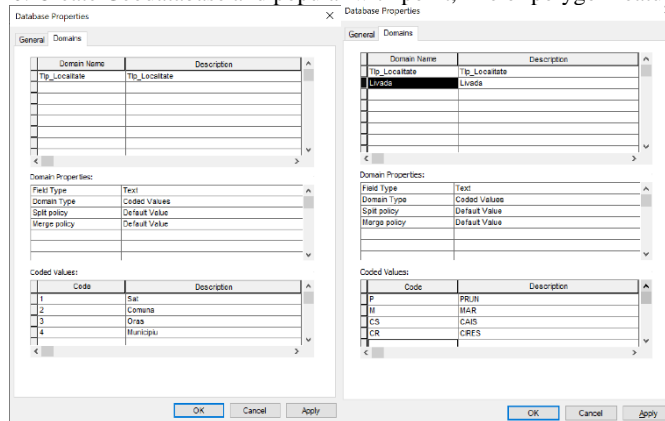 Database Properties
General Domains
Domain Name Description
Tip_Localitate Tip_Localitate
Domain Properties:
Field Type Text
Domain Type Coded Values
Split policy Default Value
Merge policy Default Value
Coded Values:
Code Description
1 Sat
2 Comuna
3 Oras
4 Municipiu
OK Cancel Apply
Database Properties
General Domains
Domain Name Description
Tip_Localitate Tip_Localitate
Livada Livada
Domain Properties:
Field Type Text
Domain Type Coded Values
Split policy Default Value
Merge policy Default Value
Coded Values:
Code Description
P PRUN
M MAR
CS CAIS
CR CIRES
OK Cancel Apply